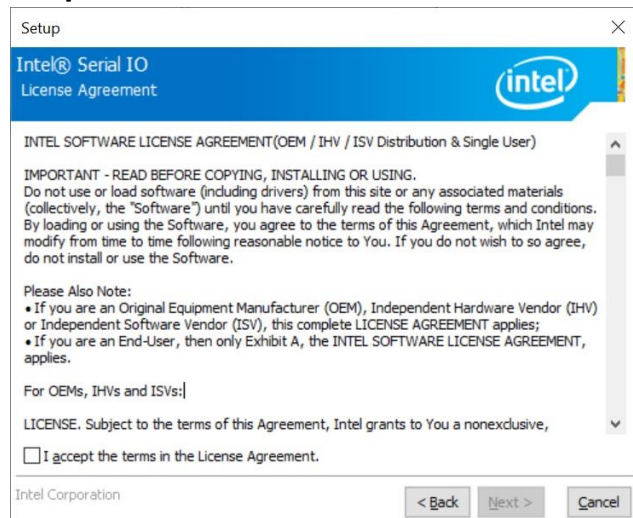 Setup
Intel® Serial IO
License Agreement
intel
INTEL SOFTWARE LICENSE AGREEMENT(OEM / IHV / ISV Distribution & Single User)
IMPORTANT - READ BEFORE COPYING, INSTALLING OR USING.
Do not use or load software (including drivers) from this site or any associated materials
(collectively, the "Software") until you have carefully read the following terms and conditions.
By loading or using the Software, you agree to the terms of this Agreement, which Intel may
modify from time to time following reasonable notice to You. If you do not wish to so agree,
do not install or use the Software.
Please Also Note:
• If you are an Original Equipment Manufacturer (OEM), Independent Hardware Vendor (IHV)
or Independent Software Vendor (ISV), this complete LICENSE AGREEMENT applies;
• If you are an End-User, then only Exhibit A, the INTEL SOFTWARE LICENSE AGREEMENT,
applies.
For OEMs, IHVs and ISVs:
LICENSE. Subject to the terms of this Agreement, Intel grants to You a nonexclusive,
I accept the terms in the License Agreement.
Intel Corporation
< Back Next > Cancel